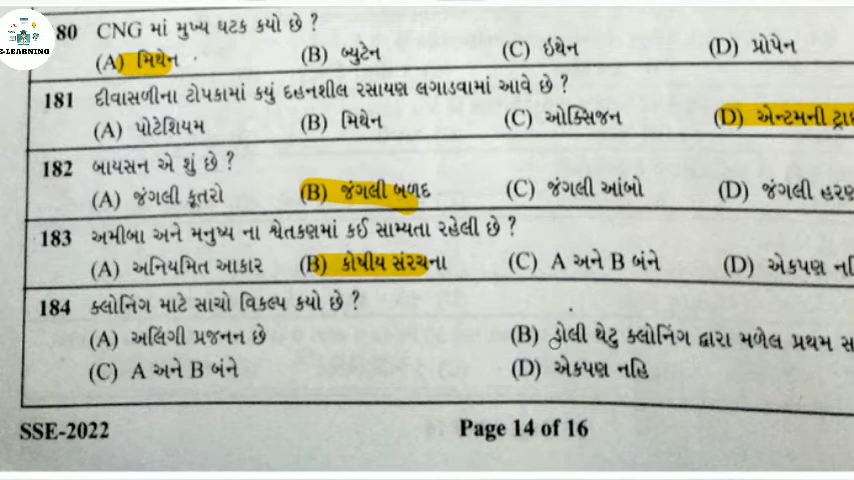 E-LEARNING
80 CNG માં મુખ્ય ઘટક કયો છે ?
(A) મિથેન (B) બ્યુટેન (C) ઇથેન (D) પ્રોપેન
181 દીવાસળીના ટોપકામાં કયું દહનશીલ રસાયણ લગાડવામાં આવે છે ?
(A) પોટેશિયમ (B) મિથેન (C) ઓક્સિજન (D) એન્ટમની
182 બાયસન એ શું છે ?
(A) જંગલી કૂતરો (B) જંગલી બળદ (C) જંગલી આંબો (D) જંગલી હરણ
183 અમીબા અને મનુષ્ય ના શ્વેતકણમાં કઈ સામ્યતા રહેલી છે ?
(A) અનિયમિત આકાર (B) કોષીય સંરચના (C) A અને B બંને (D) એકપણ
184 ક્લોનિંગ માટે સાચો વિકલ્પ કયો છે ?
(A) અલિંગી પ્રજનન છે (B) ડોલી ઘેટુ ક્લોનિંગ દ્વારા મળેલ પ્રથમ
(C) A અને B બંને (D) એકપણ નહિ
SSE-2022 Page 14 of 16